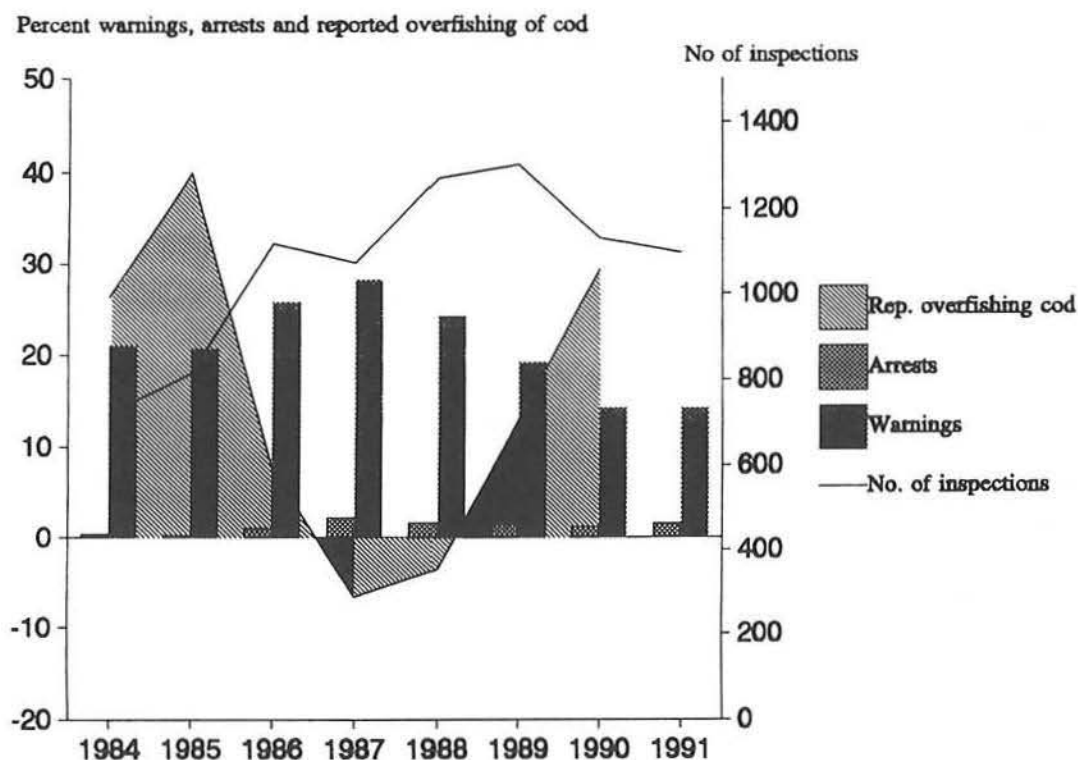 Percent warnings, arrests and reported overfishing of cod
No of inspections
50
40
30
20
10
0
-10
-20
1400
1200
1000
800
600
400
200
0
Rep. overfishing cod
Arrests
Warnings
No. of inspections
1984 1985 1986 1987 1988 1989 1990 1991